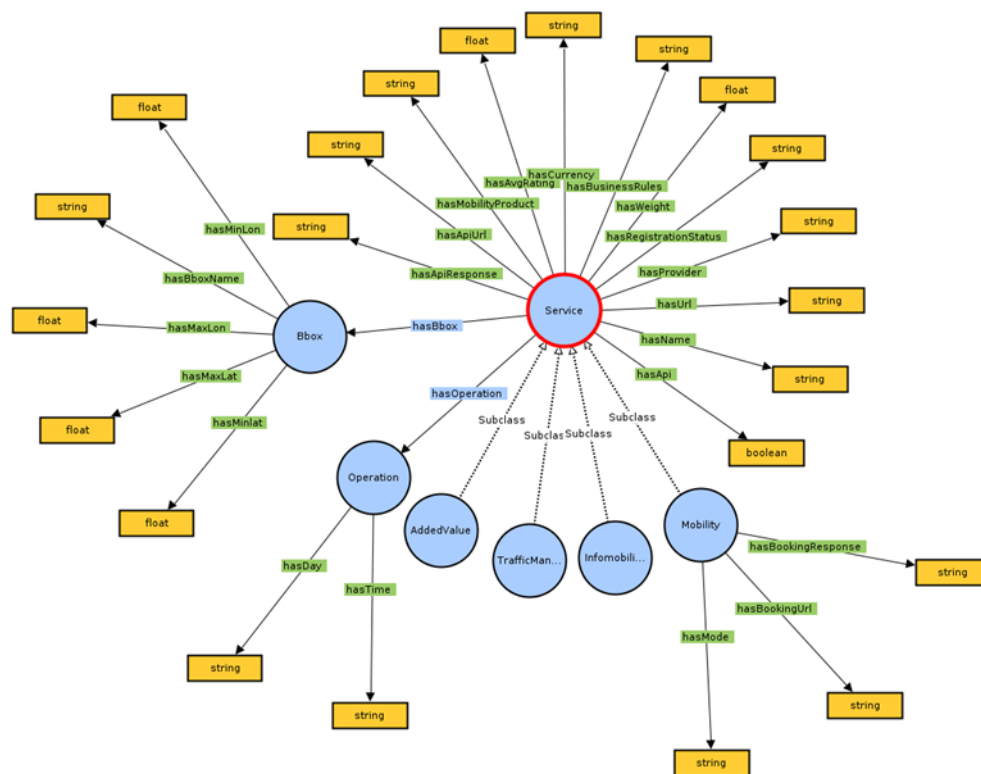 string
float
string
string
string
float
float
string
string
hasCurrency
hasAvgRating
hasBusinessRules
string
hasMobilityProduct
hasWeight
string
string
hasMinLon
hasApiUrl
hasRegistrationStatus
hasApiResponse
hasProvider
hasBboxName
string
hasUrl
Service
float
hasMaxLon
Bbox
hasBbox
hasName
hasMaxLat
hasApi
string
hasOperation
hasMinlat
Subclass
float
Subclas
Subclass
boolean
Operation
float
AddedValue
Mobility
TrafficMan...
Infomobili...
hasBookingResponse
hasDay
string
hasTime
hasBookingUrl
hasMode
string
string
string
string